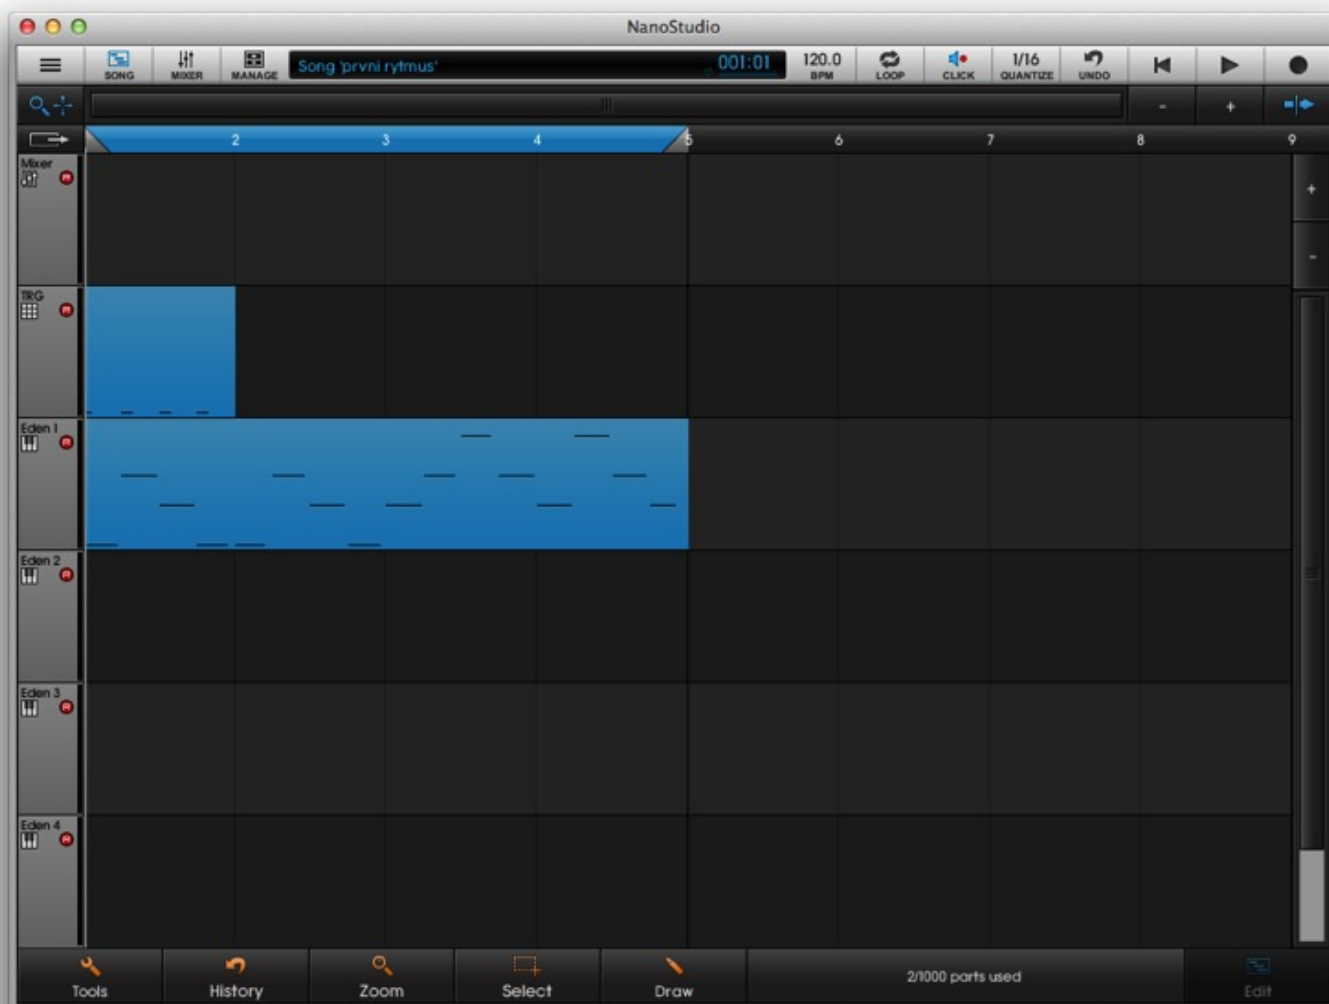 NanoStudio
SONG MIXER MANAGE Song 'prvni rytmus' 001:01 120.0 BPM LOOP CLICK 1/16 QUANTIZE UNDO
- +
2 3 4 5 6 7 8 9
Mixer
R
+
-
TRG
R
Eden 1
R
Eden 2
R
Eden 3
R
Eden 4
R
Tools History Zoom Select Draw 2/1000 parts used Edit